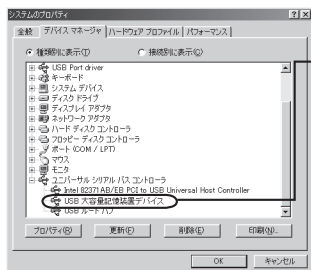 システムのプロパティ
全般 デバイス マネージャ ハードウェア プロファイル パフォーマンス
種類別に表示(T) 接続別に表示(C)
USB Port driver
キーボード
システム デバイス
ディスク ドライブ
ディスプレイ アダプタ
ネットワーク アダプタ
ハード ディスク コントローラ
フロッピー ディスク コントローラ
ポート (COM / LPT)
マウス
モニタ
ユニバーサル シリアル バス コントローラ
Intel 82371AB/EB PCI to USB Universal Host Controller
USB 大容量記憶装置デバイス
USB ルート ハブ
プロパティ(R) 更新(F) 削除(E) 印刷(N)...
OK キャンセル